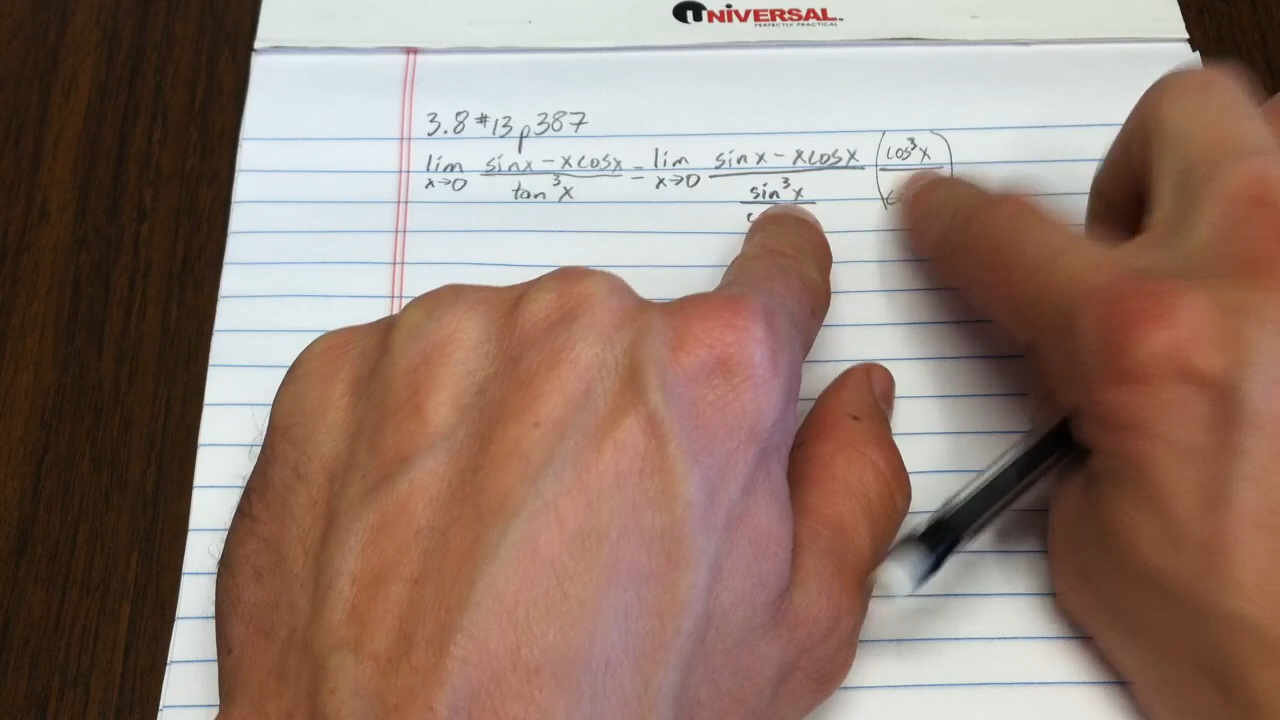 UNIVERSAL.
PERFECTLY PRACTICAL
3.8 #13 p387
lim x→0 sinx - xcosx / tan³x = lim x→0 sinx - xcosx / sin³x (cos³x